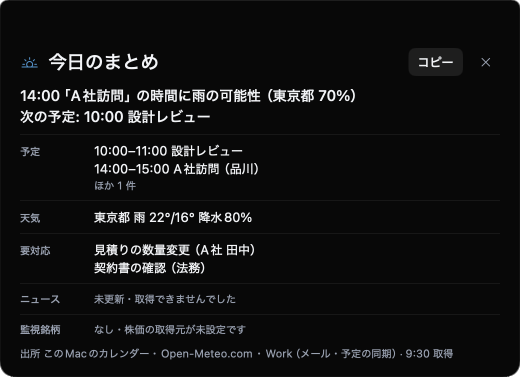 今日のまとめ
コピー
14:00「A社訪問」の時間に雨の可能性（東京都 70%）
次の予定: 10:00 設計レビュー
予定
10:00–11:00 設計レビュー
14:00–15:00 A社訪問（品川）
ほか 1 件
天気
東京都 雨 22°/16° 降水80%
要対応
見積りの数量変更（A社 田中）
契約書の確認（法務）
ニュース
未更新・取得できませんでした
監視銘柄
なし・株価の取得元が未設定です
出所 このMacのカレンダー・Open-Meteo.com・Work（メール・予定の同期）· 9:30 取得